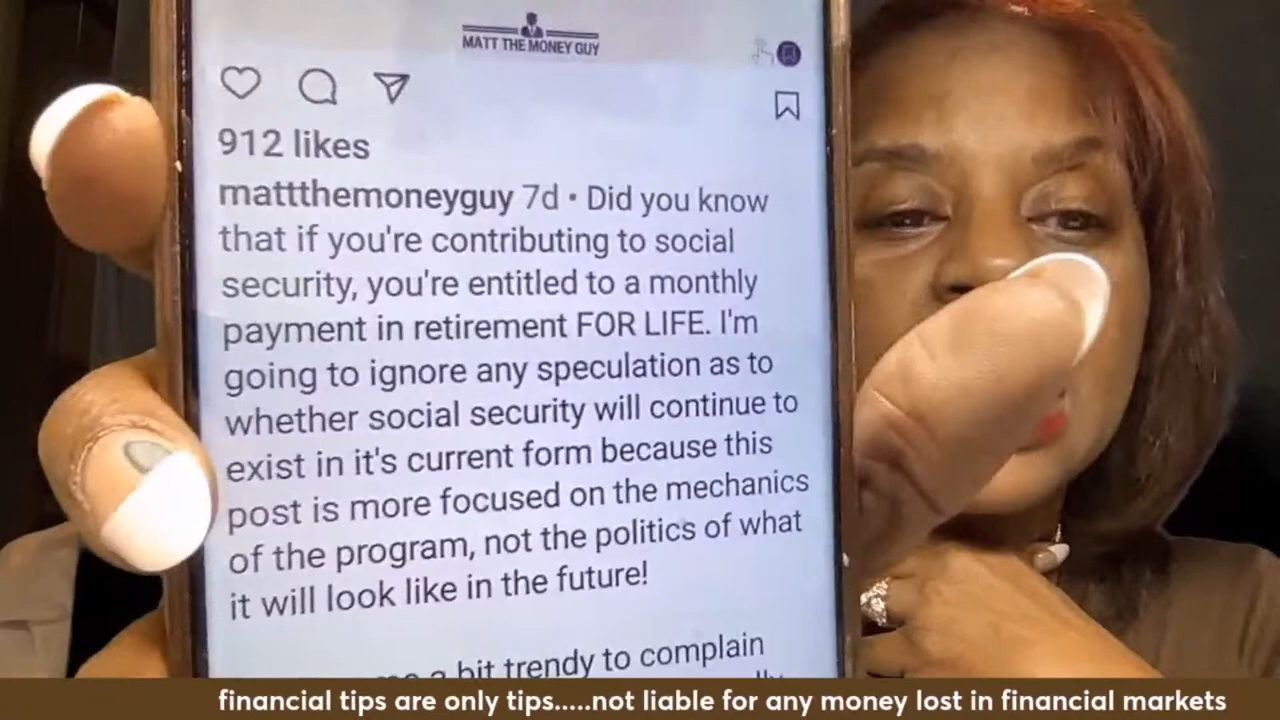 MATT THE MONEY GUY
912 likes
mattthemoneyguy 7d • Did you know
that if you're contributing to social
security, you're entitled to a monthly
payment in retirement FOR LIFE. I'm
going to ignore any speculation as to
whether social security will continue to
exist in it's current form because this
post is more focused on the mechanics
of the program, not the politics of what
it will look like in the future!
a bit trendy to complain
financial tips are only tips.....not liable for any money lost in financial markets